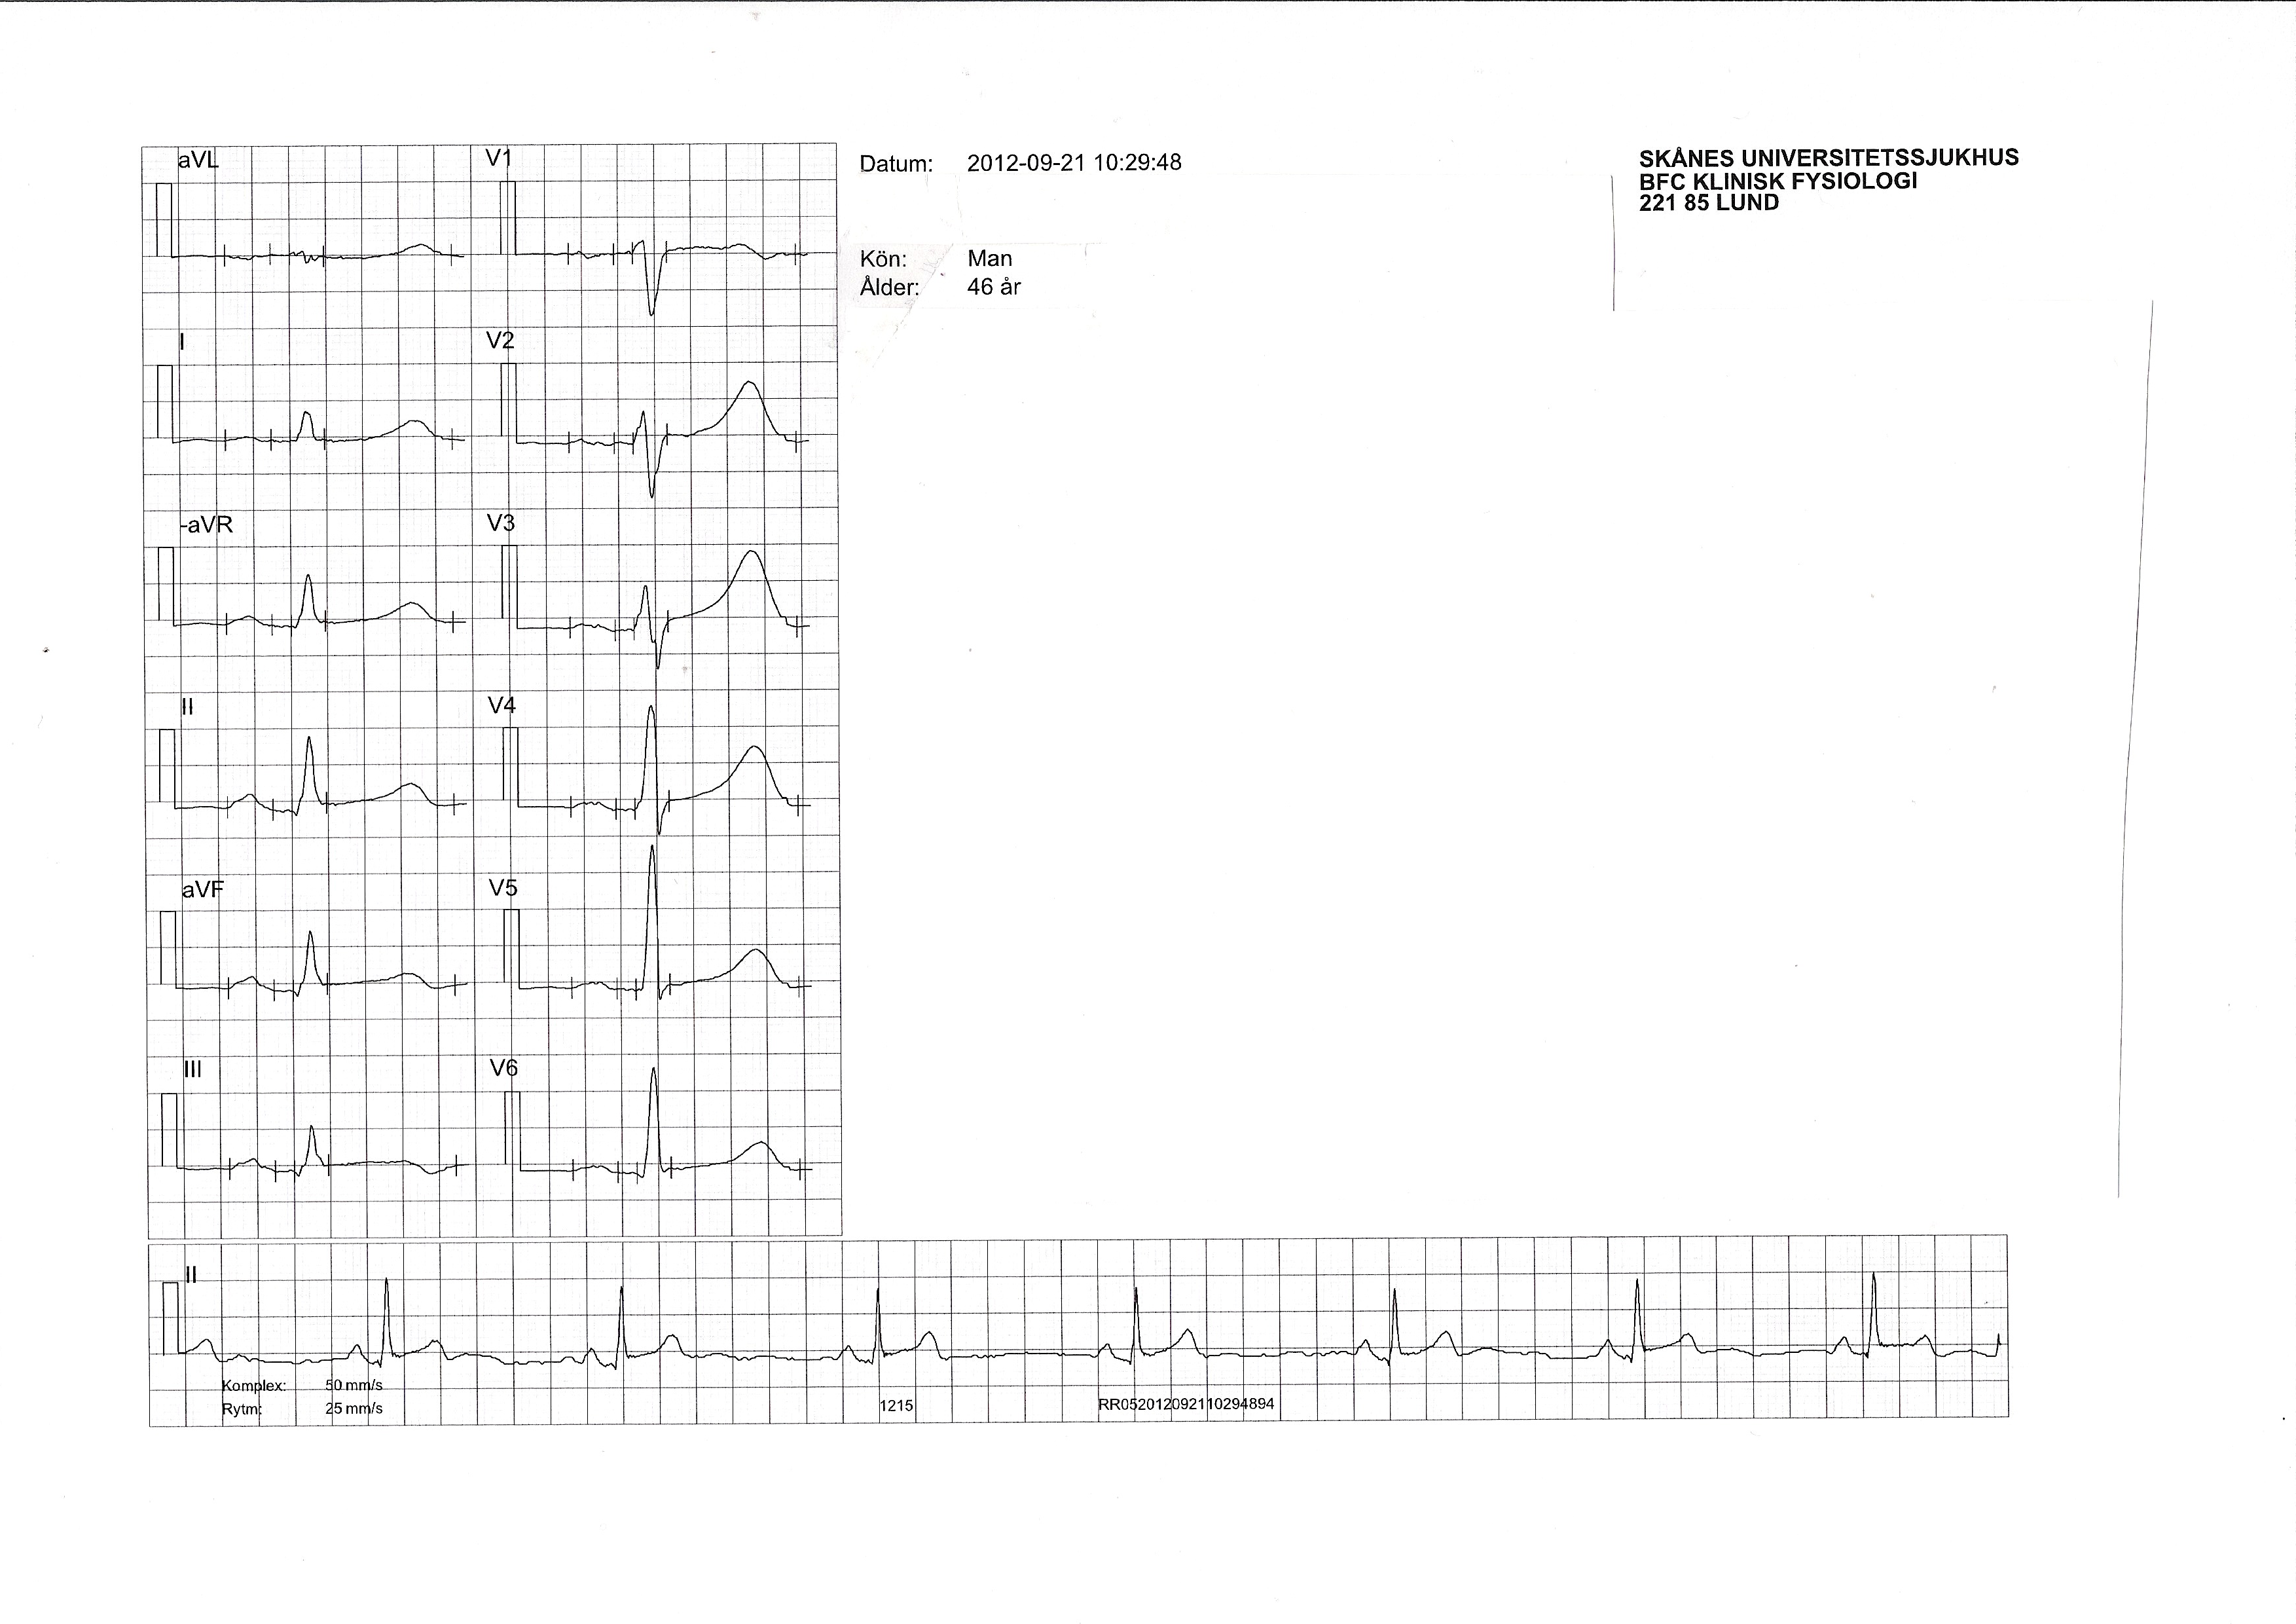 aVL
V1
I
V2
-aVR
V3
II
V4
aVF
V5
III
V6
Datum: 2012-09-21 10:29:48
Kön: Man
Ålder: 46 år
SKÅNES UNIVERSITETSSJUKHUS
BFC KLINISK FYSIOLOGI
221 85 LUND
II
Komplex: 50 mm/s
Rytm: 25 mm/s
1215
RR052012092110294894